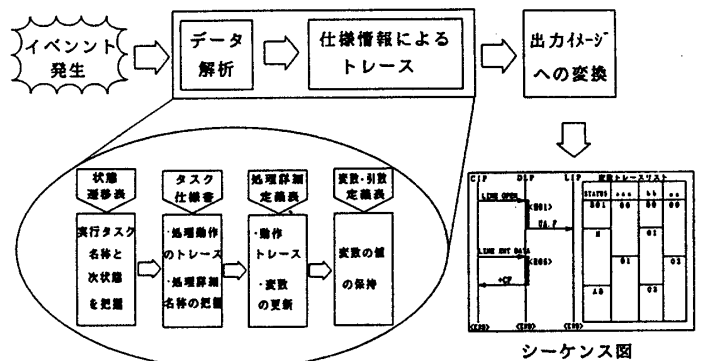 イベント
発生
データ
解析
仕様情報による
トレース
出力イメージ
への変換
状態
遷移表
タスク
仕様書
処理詳細
定義表
変数・引数
定義表
実行タスク
名称と
次状態
を把握
・処理動作
のトレース
・処理詳細
名称の把握
・動作
トレース
・変数
の更新
変数の値
の保持
CIP DLP LIP
変数トレースリスト
STATUS
LINE OPEN
LINE ENT DATA
+CP
シーケンス図